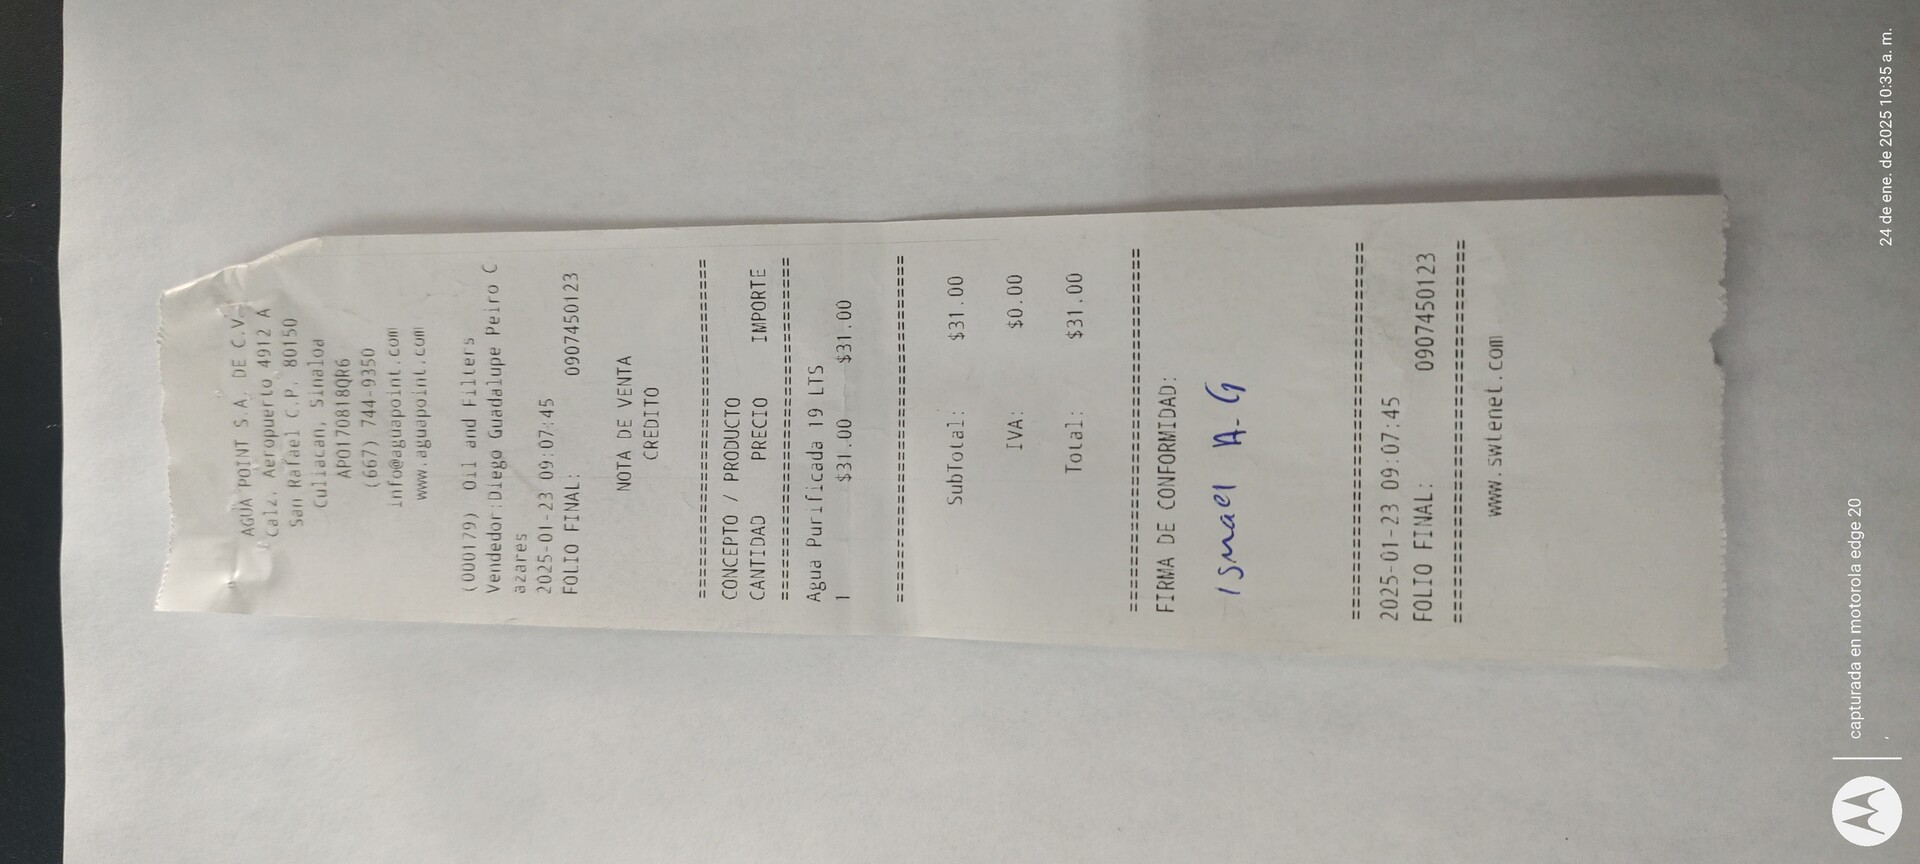 AGUA POINT S.A. DE C.V.
Calz. Aeropuerto 4912 A
San Rafael C.P. 80150
Culiacan, Sinaloa
APO170818QR6
(667) 744-9350
info@aguapoint.com
www.aguapoint.com
(000179) Oil and Filters
Vendedor:Diego Guadalupe Peiro C
azares
2025-01-23 09:07:45
FOLIO FINAL: 0907450123
NOTA DE VENTA
CREDITO
================================
CONCEPTO / PRODUCTO
CANTIDAD PRECIO IMPORTE
================================
Agua Purificada 19 LTS
1 $31.00 $31.00
================================
SubTotal: $31.00
IVA: $0.00
Total: $31.00
================================
FIRMA DE CONFORMIDAD:
Ismael A-G
================================
2025-01-23 09:07:45
FOLIO FINAL: 0907450123
================================
www.swtenet.com
capturada en motorola edge 20
24 de ene. de 2025 10:35 a. m.